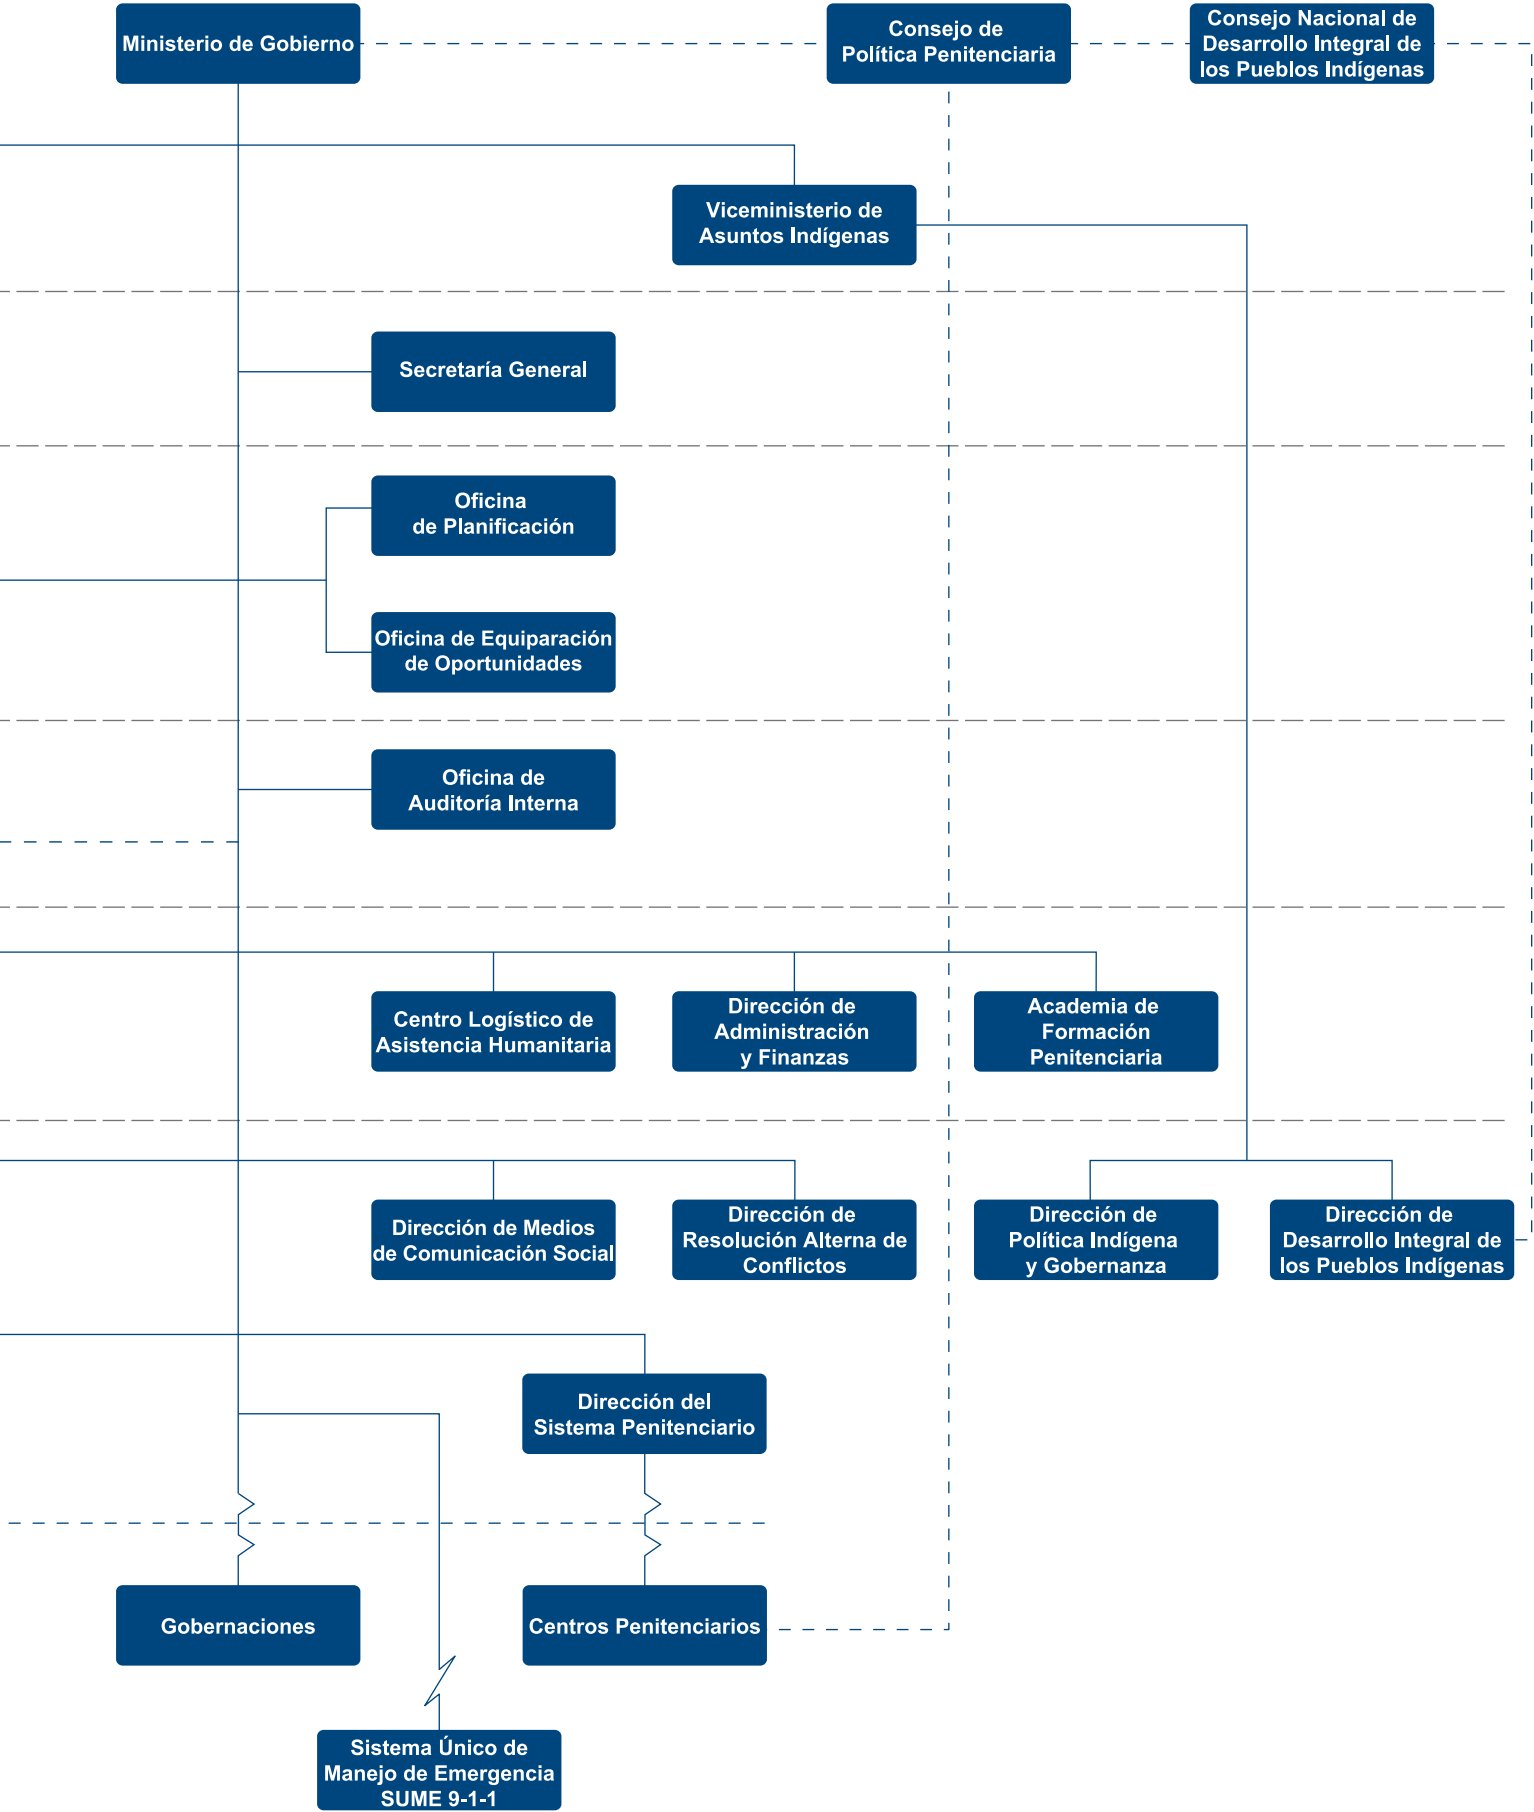 Ministerio de Gobierno
Consejo de
Política Penitenciaria
Consejo Nacional de
Desarrollo Integral de
los Pueblos Indígenas
Viceministerio de
Asuntos Indígenas
Secretaría General
Oficina
de Planificación
Oficina de Equiparación
de Oportunidades
Oficina de
Auditoría Interna
Centro Logístico de
Asistencia Humanitaria
Dirección de
Administración
y Finanzas
Academia de
Formación
Penitenciaria
Dirección de Medios
de Comunicación Social
Dirección de
Resolución Alterna de
Conflictos
Dirección de
Política Indígena
y Gobernanza
Dirección de
Desarrollo Integral de
los Pueblos Indígenas
Dirección del
Sistema Penitenciario
Gobernaciones
Centros Penitenciarios
Sistema Único de
Manejo de Emergencia
SUME 9-1-1